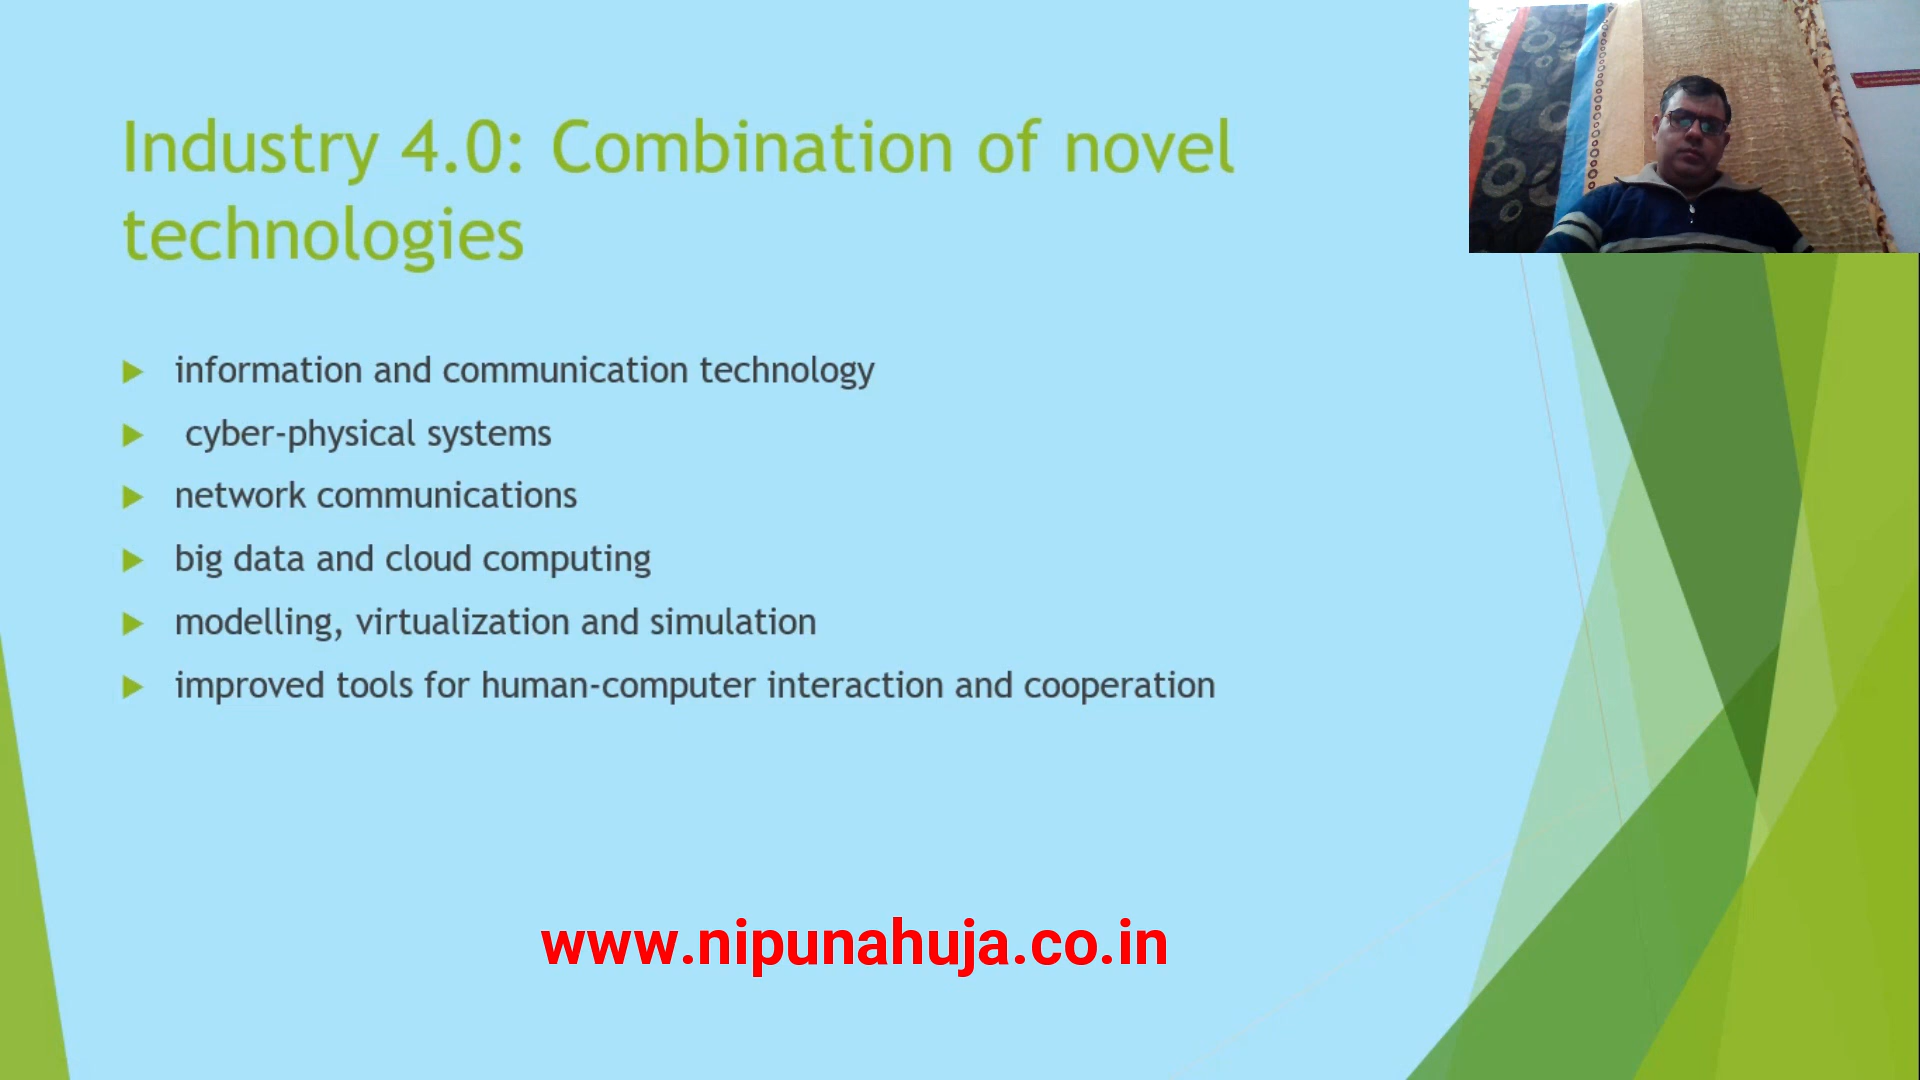 Industry 4.0: Combination of novel
technologies
information and communication technology
cyber-physical systems
network communications
big data and cloud computing
modelling, virtualization and simulation
improved tools for human-computer interaction and cooperation
www.nipunahuja.co.in